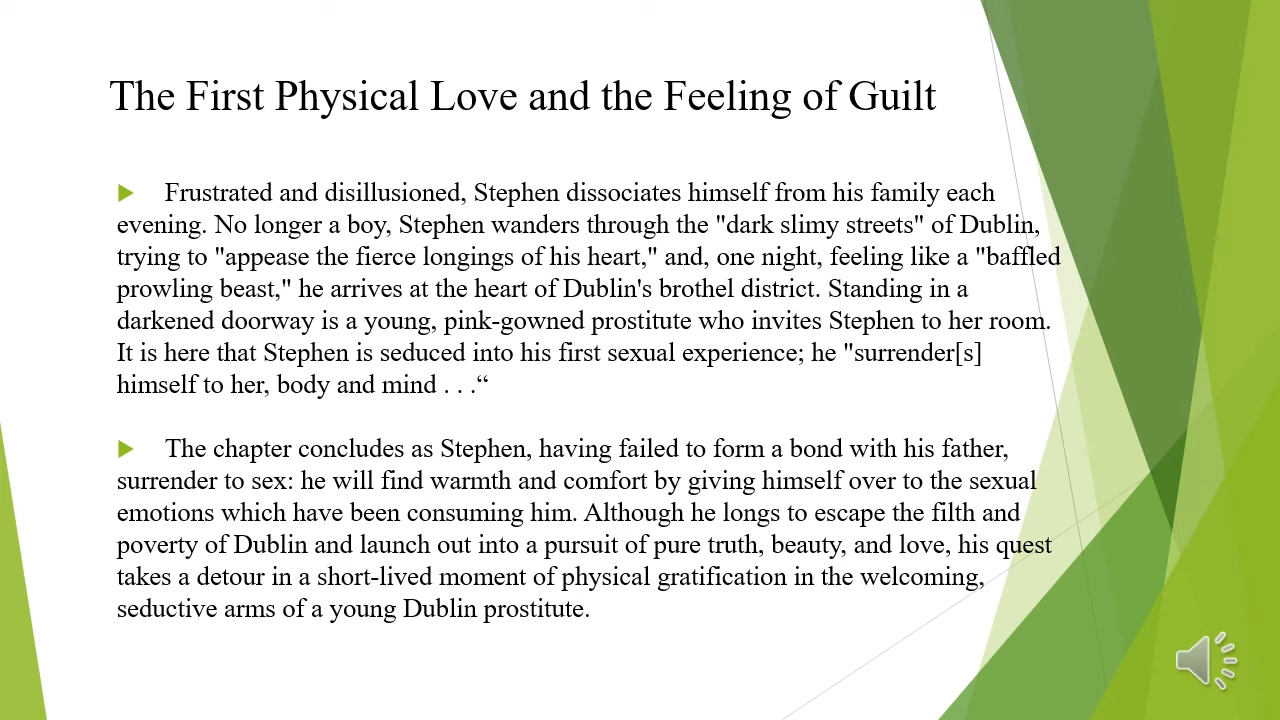 The First Physical Love and the Feeling of Guilt
Frustrated and disillusioned, Stephen dissociates himself from his family each
evening. No longer a boy, Stephen wanders through the "dark slimy streets" of Dublin,
trying to "appease the fierce longings of his heart," and, one night, feeling like a "baffled
prowling beast," he arrives at the heart of Dublin's brothel district. Standing in a
darkened doorway is a young, pink-gowned prostitute who invites Stephen to her room.
It is here that Stephen is seduced into his first sexual experience; he "surrender[s]
himself to her, body and mind . . .“
The chapter concludes as Stephen, having failed to form a bond with his father,
surrender to sex: he will find warmth and comfort by giving himself over to the sexual
emotions which have been consuming him. Although he longs to escape the filth and
poverty of Dublin and launch out into a pursuit of pure truth, beauty, and love, his quest
takes a detour in a short-lived moment of physical gratification in the welcoming,
seductive arms of a young Dublin prostitute.